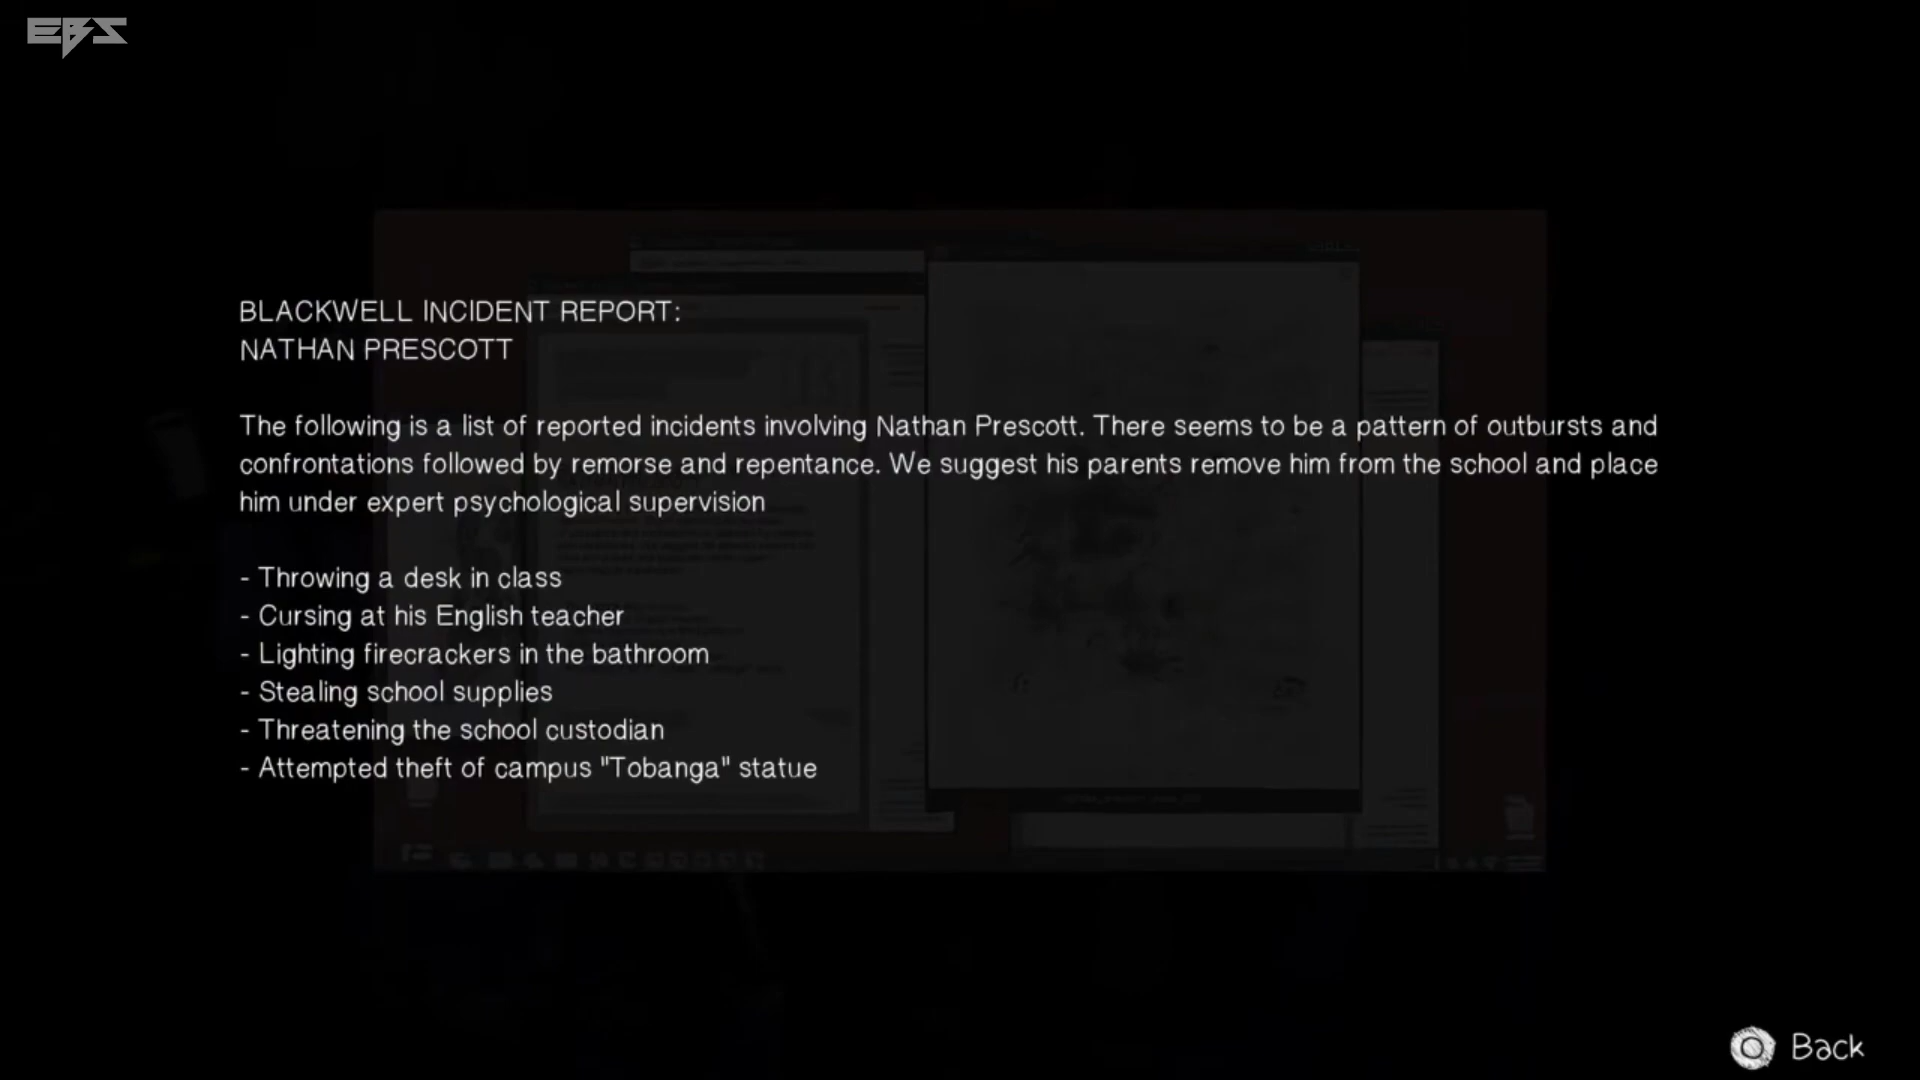 EBS
BLACKWELL INCIDENT REPORT:
NATHAN PRESCOTT
The following is a list of reported incidents involving Nathan Prescott. There seems to be a pattern of outbursts and
confrontations followed by remorse and repentance. We suggest his parents remove him from the school and place
him under expert psychological supervision
- Throwing a desk in class
- Cursing at his English teacher
- Lighting firecrackers in the bathroom
- Stealing school supplies
- Threatening the school custodian
- Attempted theft of campus "Tobanga" statue
Back